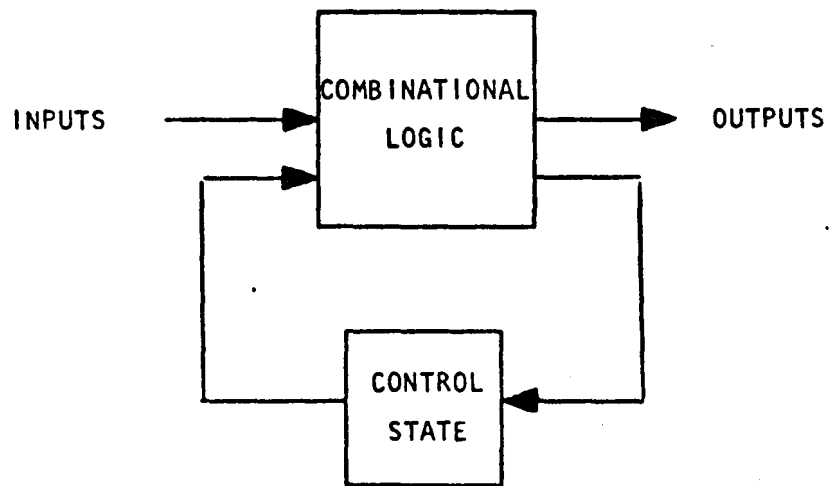 COMBINATIONAL
LOGIC
INPUTS
OUTPUTS
CONTROL
STATE